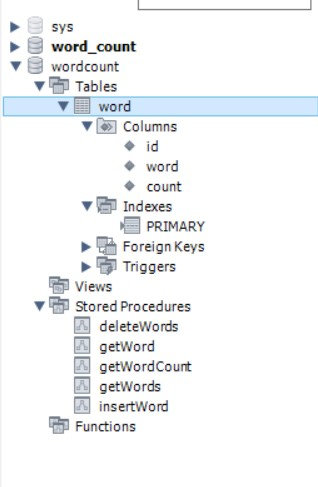 sys
word_count
wordcount
Tables
word
Columns
id
word
count
Indexes
PRIMARY
Foreign Keys
Triggers
Views
Stored Procedures
deleteWords
getWord
getWordCount
getWords
insertWord
Functions